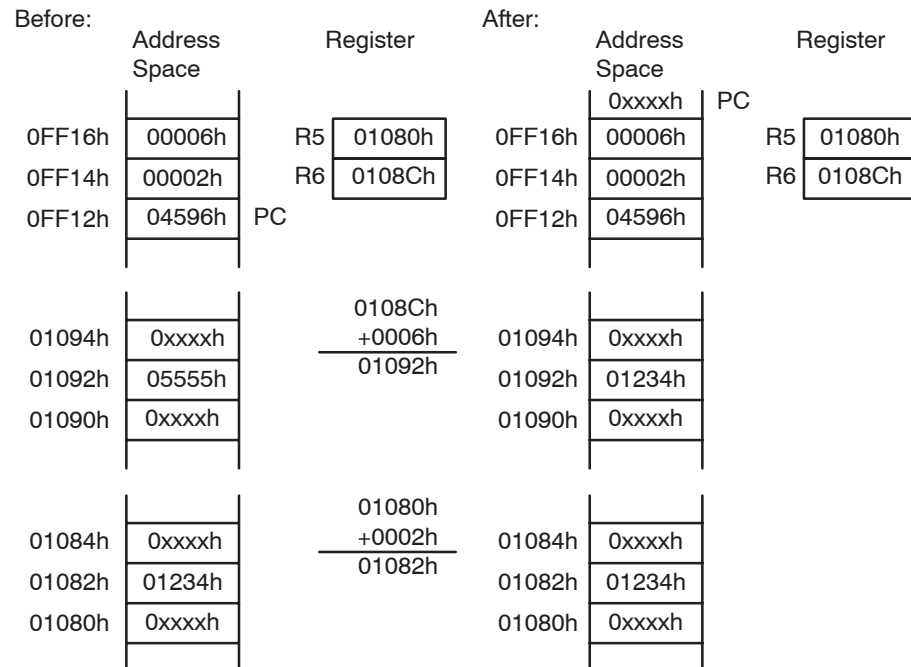 Before: After:
Address Register Address Register
Space Space
0xxxxh PC
0FF16h 00006h R5 01080h 0FF16h 00006h R5 01080h
0FF14h 00002h R6 0108Ch 0FF14h 00002h R6 0108Ch
0FF12h 04596h PC 0FF12h 04596h
0108Ch
01094h 0xxxxh +0006h 01094h 0xxxxh
01092h 05555h 01092h 01092h 01234h
01090h 0xxxxh 01090h 0xxxxh
01080h
01084h 0xxxxh +0002h 01084h 0xxxxh
01082h 01234h 01082h 01082h 01234h
01080h 0xxxxh 01080h 0xxxxh